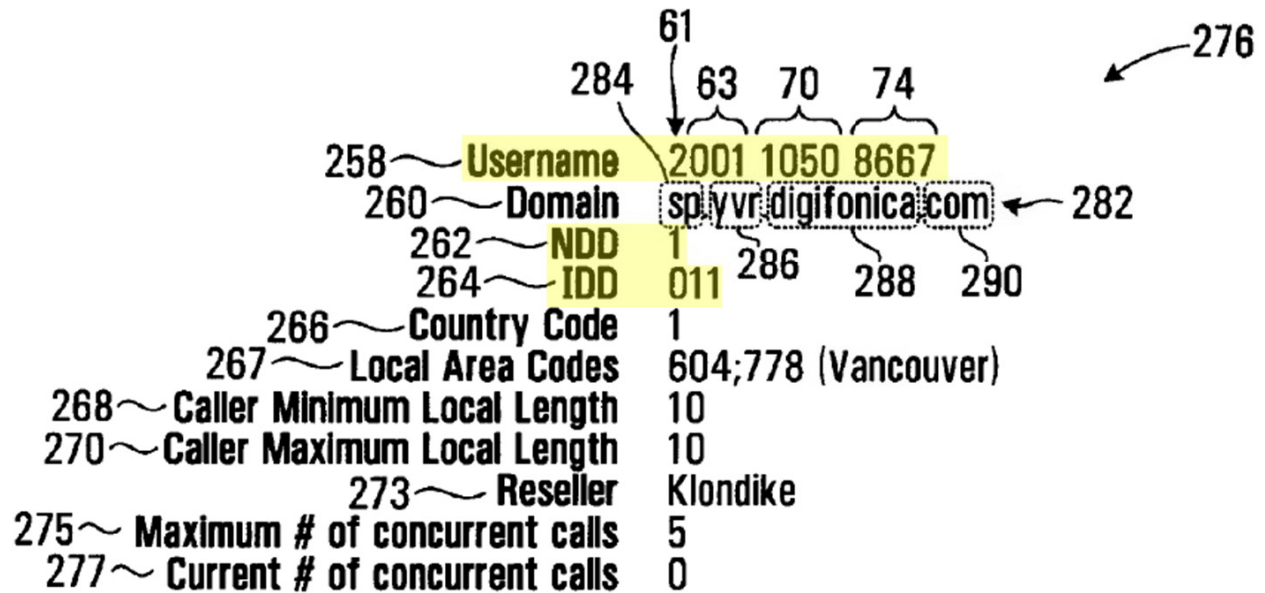 61
276
284 63 70 74
258 Username 2001 1050 8667
260 Domain sp.yvr.digifonica.com 282
262 NDD 1
286 288 290
264 IDD 011
266 Country Code 1
267 Local Area Codes 604;778 (Vancouver)
268 Caller Minimum Local Length 10
270 Caller Maximum Local Length 10
273 Reseller Klondike
275 Maximum # of concurrent calls 5
277 Current # of concurrent calls 0